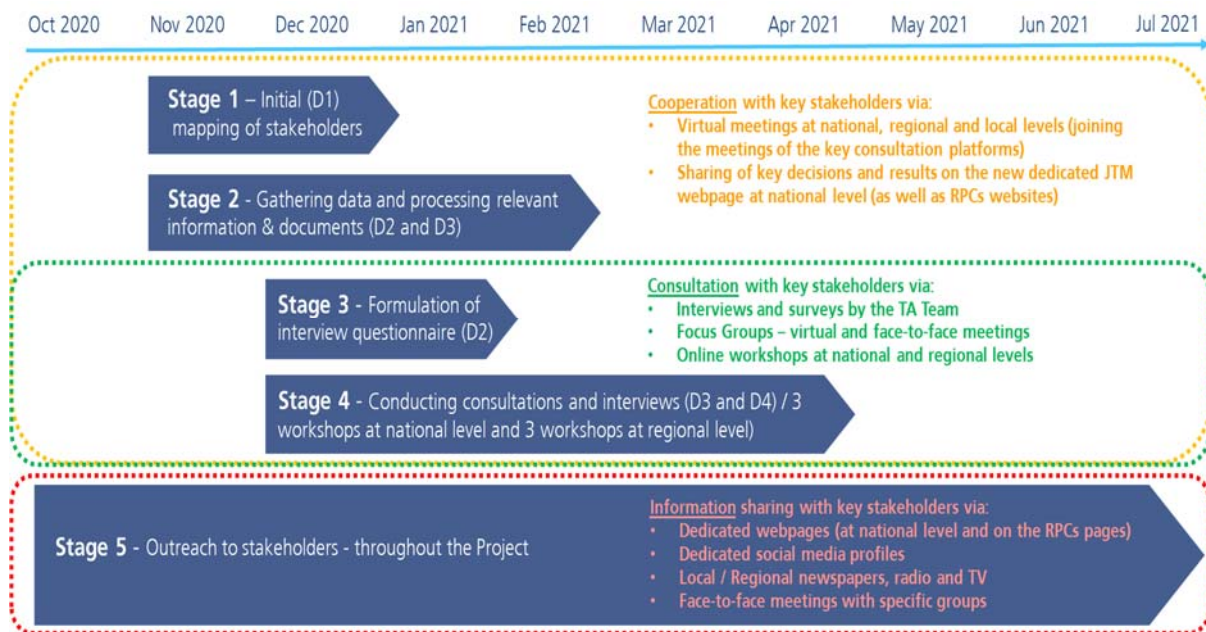 Oct 2020 Nov 2020 Dec 2020 Jan 2021 Feb 2021 Mar 2021 Apr 2021 May 2021 Jun 2021 Jul 2021
Stage 1 – Initial (D1)
mapping of stakeholders
Cooperation with key stakeholders via:
• Virtual meetings at national, regional and local levels (joining
the meetings of the key consultation platforms)
• Sharing of key decisions and results on the new dedicated JTM
webpage at national level (as well as RPCs websites)
Stage 2 - Gathering data and processing relevant
information & documents (D2 and D3)
Stage 3 - Formulation of
interview questionnaire (D2)
Consultation with key stakeholders via:
• Interviews and surveys by the TA Team
• Focus Groups – virtual and face-to-face meetings
• Online workshops at national and regional levels
Stage 4 - Conducting consultations and interviews (D3 and D4) / 3
workshops at national level and 3 workshops at regional level)
Stage 5 - Outreach to stakeholders - throughout the Project
Information sharing with key stakeholders via:
• Dedicated webpages (at national level and on the RPCs pages)
• Dedicated social media profiles
• Local / Regional newspapers, radio and TV
• Face-to-face meetings with specific groups